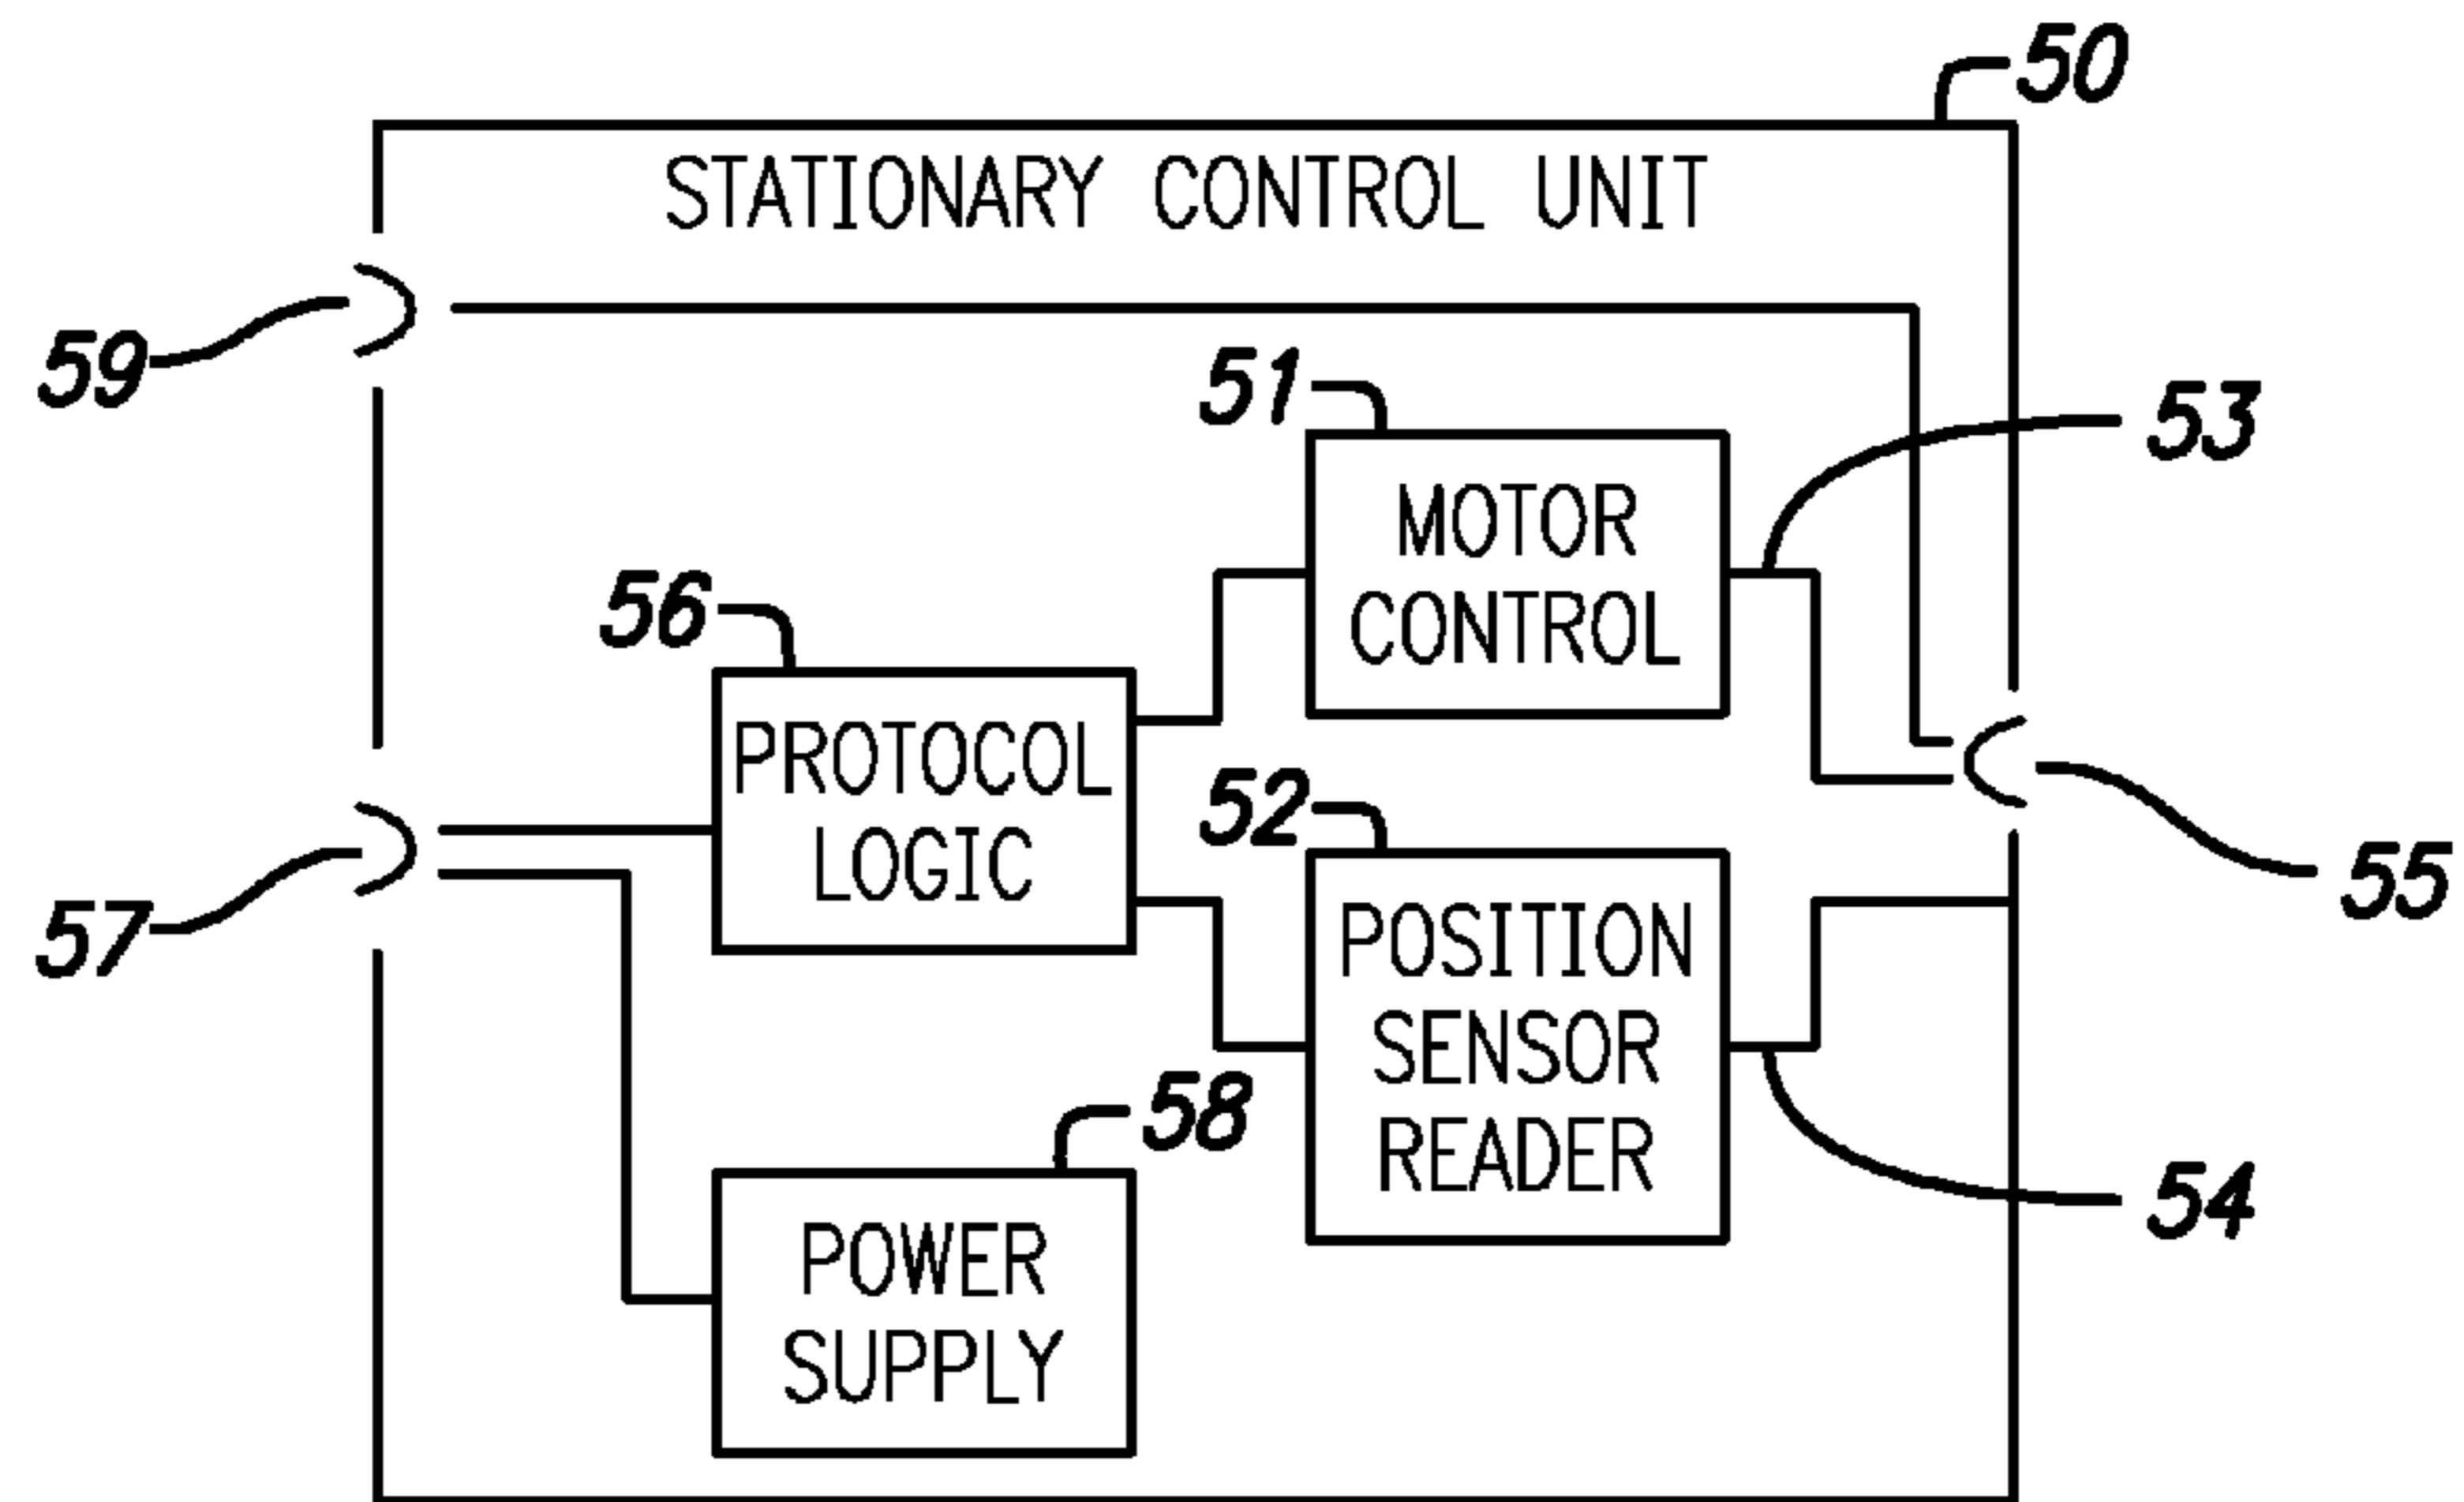 50
STATIONARY CONTROL UNIT
59
51
53
MOTOR
CONTROL
56
PROTOCOL
LOGIC
52
55
57
POSITION
SENSOR
READER
58
54
POWER
SUPPLY